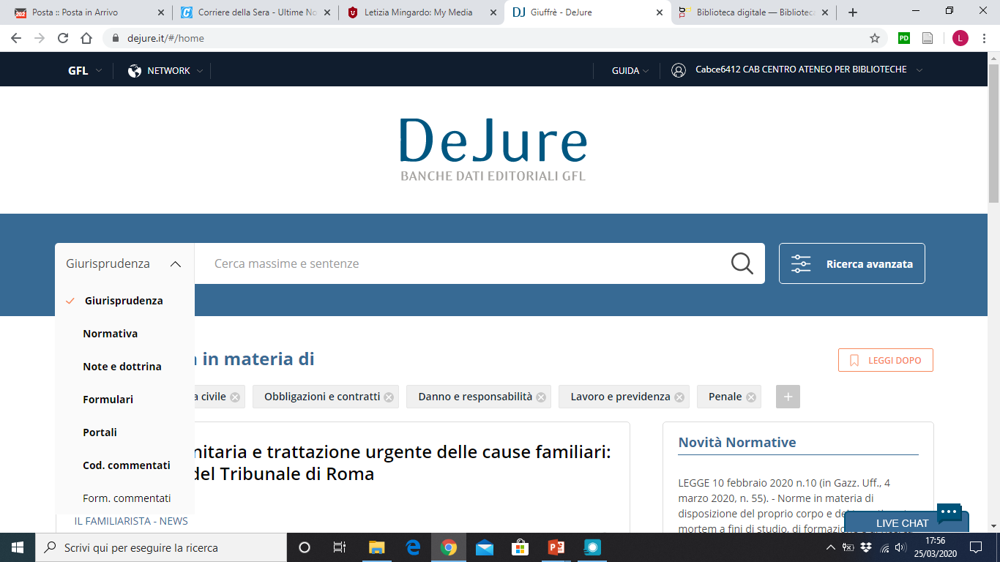 202
Posta :: Posta in Arrivo
Corriere della Sera - Ultime No
Letizia Mingardo: My Media
DJ
Giuffrè - DeJure
Biblioteca digitale — Biblioteca
dejure.it/#/home
PD
L
GFL
NETWORK
GUIDA
Cabce6412 CAB CENTRO ATENEO PER BIBLIOTECHE
DeJure
BANCHE DATI EDITORIALI GFL
Giurisprudenza
Cerca massime e sentenze
Ricerca avanzata
Giurisprudenza
Normativa
Note e dottrina
Formulari
Portali
Cod. commentati
Form. commentati
in materia di
LEGGI DOPO
a civile
Obbligazioni e contratti
Danno e responsabilità
Lavoro e previdenza
Penale
+
nitaria e trattazione urgente delle cause familiari:
del Tribunale di Roma
IL FAMILIARISTA - NEWS
Novità Normative
LEGGE 10 febbraio 2020 n.10 (in Gazz. Uff., 4
marzo 2020, n. 55). - Norme in materia di
disposizione del proprio corpo e dei
mortem a fini di studio, di formazio
LIVE CHAT
Scrivi qui per eseguire la ricerca
17:56
25/03/2020